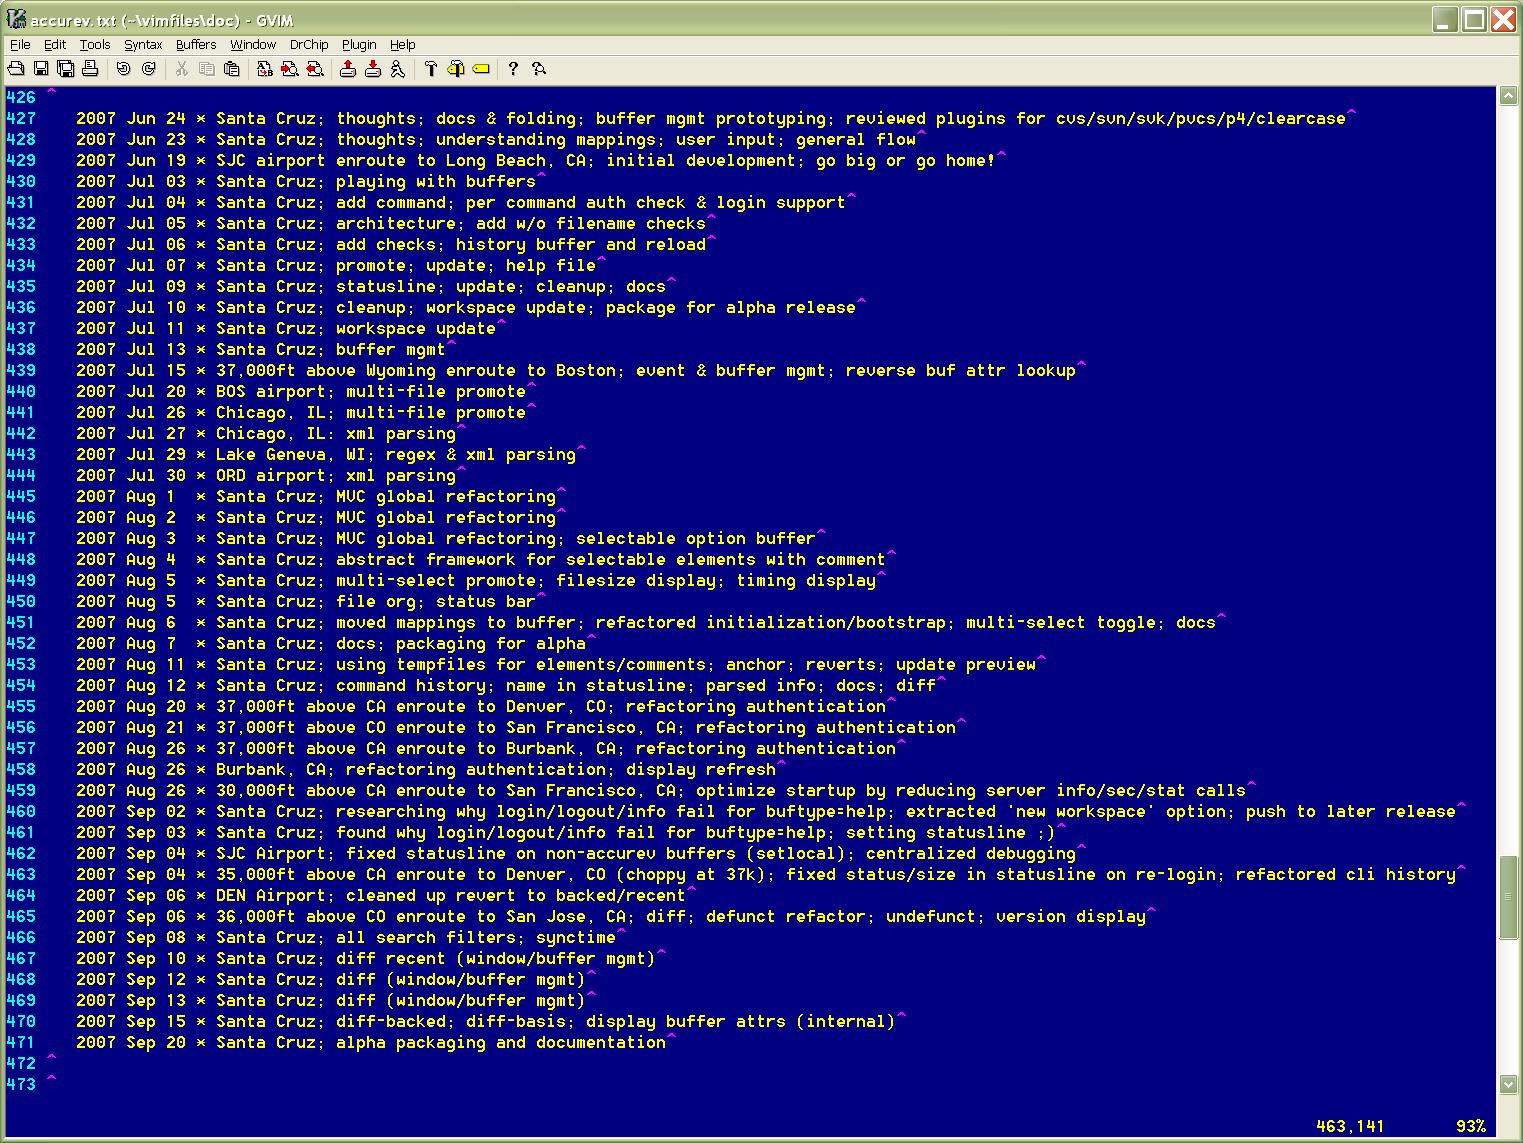 accurev.txt (~\vimfiles\doc) - GVIM
File Edit Tools Syntax Buffers Window DrChip Plugin Help
426 ^
427 2007 Jun 24 * Santa Cruz; thoughts; docs & folding; buffer mgmt prototyping; reviewed plugins for cvs/svn/svk/pvcs/p4/clearcase^
428 2007 Jun 23 * Santa Cruz; thoughts; understanding mappings; user input; general flow^
429 2007 Jun 19 * SJC airport enroute to Long Beach, CA; initial development; go big or go home!^
430 2007 Jul 03 * Santa Cruz; playing with buffers^
431 2007 Jul 04 * Santa Cruz; add command; per command auth check & login support^
432 2007 Jul 05 * Santa Cruz; architecture; add w/o filename checks^
433 2007 Jul 06 * Santa Cruz; add checks; history buffer and reload^
434 2007 Jul 07 * Santa Cruz; promote; update; help file^
435 2007 Jul 09 * Santa Cruz; statusline; update; cleanup; docs^
436 2007 Jul 10 * Santa Cruz; cleanup; workspace update; package for alpha release^
437 2007 Jul 11 * Santa Cruz; workspace update^
438 2007 Jul 13 * Santa Cruz; buffer mgmt^
439 2007 Jul 15 * 37,000ft above Wyoming enroute to Boston; event & buffer mgmt; reverse buf attr lookup^
440 2007 Jul 20 * BOS airport; multi-file promote^
441 2007 Jul 26 * Chicago, IL; multi-file promote^
442 2007 Jul 27 * Chicago, IL: xml parsing^
443 2007 Jul 29 * Lake Geneva, WI; regex & xml parsing^
444 2007 Jul 30 * ORD airport; xml parsing^
445 2007 Aug 1 * Santa Cruz; MVC global refactoring^
446 2007 Aug 2 * Santa Cruz; MVC global refactoring^
447 2007 Aug 3 * Santa Cruz; MVC global refactoring; selectable option buffer^
448 2007 Aug 4 * Santa Cruz; abstract framework for selectable elements with comment^
449 2007 Aug 5 * Santa Cruz; multi-select promote; filesize display; timing display^
450 2007 Aug 5 * Santa Cruz; file org; status bar^
451 2007 Aug 6 * Santa Cruz; moved mappings to buffer; refactored initialization/bootstrap; multi-select toggle; docs^
452 2007 Aug 7 * Santa Cruz; docs; packaging for alpha^
453 2007 Aug 11 * Santa Cruz; using tempfiles for elements/comments; anchor; reverts; update preview^
454 2007 Aug 12 * Santa Cruz; command history; name in statusline; parsed info; docs; diff^
455 2007 Aug 20 * 37,000ft above CA enroute to Denver, CO; refactoring authentication^
456 2007 Aug 21 * 37,000ft above CO enroute to San Francisco, CA; refactoring authentication^
457 2007 Aug 26 * 37,000ft above CA enroute to Burbank, CA; refactoring authentication^
458 2007 Aug 26 * Burbank, CA; refactoring authentication; display refresh^
459 2007 Aug 26 * 30,000ft above CA enroute to San Francisco, CA; optimize startup by reducing server info/sec/stat calls^
460 2007 Sep 02 * Santa Cruz; researching why login/logout/info fail for buftype=help; extracted 'new workspace' option; push to later release^
461 2007 Sep 03 * Santa Cruz; found why login/logout/info fail for buftype=help; setting statusline ;)^
462 2007 Sep 04 * SJC Airport; fixed statusline on non-accurev buffers (setlocal); centralized debugging^
463 2007 Sep 04 * 35,000ft above CA enroute to Denver, CO (choppy at 37k); fixed status/size in statusline on re-login; refactored cli history^
464 2007 Sep 06 * DEN Airport; cleaned up revert to backed/recent^
465 2007 Sep 06 * 36,000ft above CO enroute to San Jose, CA; diff; defunct refactor; undefunct; version display^
466 2007 Sep 08 * Santa Cruz; all search filters; synctime^
467 2007 Sep 10 * Santa Cruz; diff recent (window/buffer mgmt)^
468 2007 Sep 12 * Santa Cruz; diff (window/buffer mgmt)^
469 2007 Sep 13 * Santa Cruz; diff (window/buffer mgmt)^
470 2007 Sep 15 * Santa Cruz; diff-backed; diff-basis; display buffer attrs (internal)^
471 2007 Sep 20 * Santa Cruz; alpha packaging and documentation^
472 ^
473 ^
463,141 93%